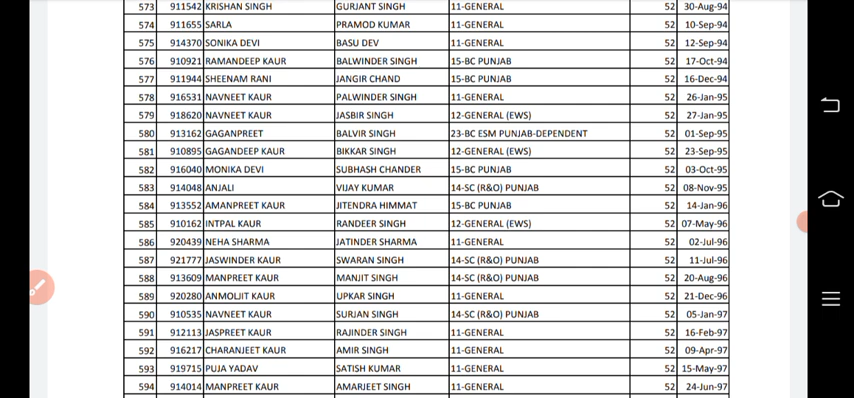 573 911542 KRISHAN SINGH GURJANT SINGH 11-GENERAL 52 30-Aug-94
574 911655 SARLA PRAMOD KUMAR 11-GENERAL 52 10-Sep-94
575 914370 SONIKA DEVI BASU DEV 11-GENERAL 52 12-Sep-94
576 910921 RAMANDEEP KAUR BALWINDER SINGH 15-BC PUNJAB 52 17-Oct-94
577 911944 SHEENAM RANI JANGIR CHAND 15-BC PUNJAB 52 16-Dec-94
578 916531 NAVNEET KAUR PALWINDER SINGH 11-GENERAL 52 26-Jan-95
579 918620 NAVNEET KAUR JASBIR SINGH 12-GENERAL (EWS) 52 27-Jan-95
580 913162 GAGANPREET BALVIR SINGH 23-BC ESM PUNJAB-DEPENDENT 52 01-Sep-95
581 910895 GAGANDEEP KAUR BIKKAR SINGH 12-GENERAL (EWS) 52 23-Sep-95
582 916040 MONIKA DEVI SUBHASH CHANDER 15-BC PUNJAB 52 03-Oct-95
583 914048 ANJALI VIJAY KUMAR 14-SC (R&O) PUNJAB 52 08-Nov-95
584 913552 AMANPREET KAUR JITENDRA HIMMAT 15-BC PUNJAB 52 14-Jan-96
585 910162 INTPAL KAUR RANDEER SINGH 12-GENERAL (EWS) 52 07-May-96
586 920439 NEHA SHARMA JATINDER SHARMA 11-GENERAL 52 02-Jul-96
587 921777 JASWINDER KAUR SWARAN SINGH 14-SC (R&O) PUNJAB 52 11-Jul-96
588 913609 MANPREET KAUR MANJIT SINGH 14-SC (R&O) PUNJAB 52 20-Aug-96
589 920280 ANMOLJIT KAUR UPKAR SINGH 11-GENERAL 52 21-Dec-96
590 910535 NAVNEET KAUR SURJAN SINGH 14-SC (R&O) PUNJAB 52 05-Jan-97
591 912113 JASPREET KAUR RAJINDER SINGH 11-GENERAL 52 16-Feb-97
592 916217 CHARANJEET KAUR AMIR SINGH 11-GENERAL 52 09-Apr-97
593 919715 PUJA YADAV SATISH KUMAR 11-GENERAL 52 15-May-97
594 914014 MANPREET KAUR AMARJEET SINGH 11-GENERAL 52 24-Jun-97